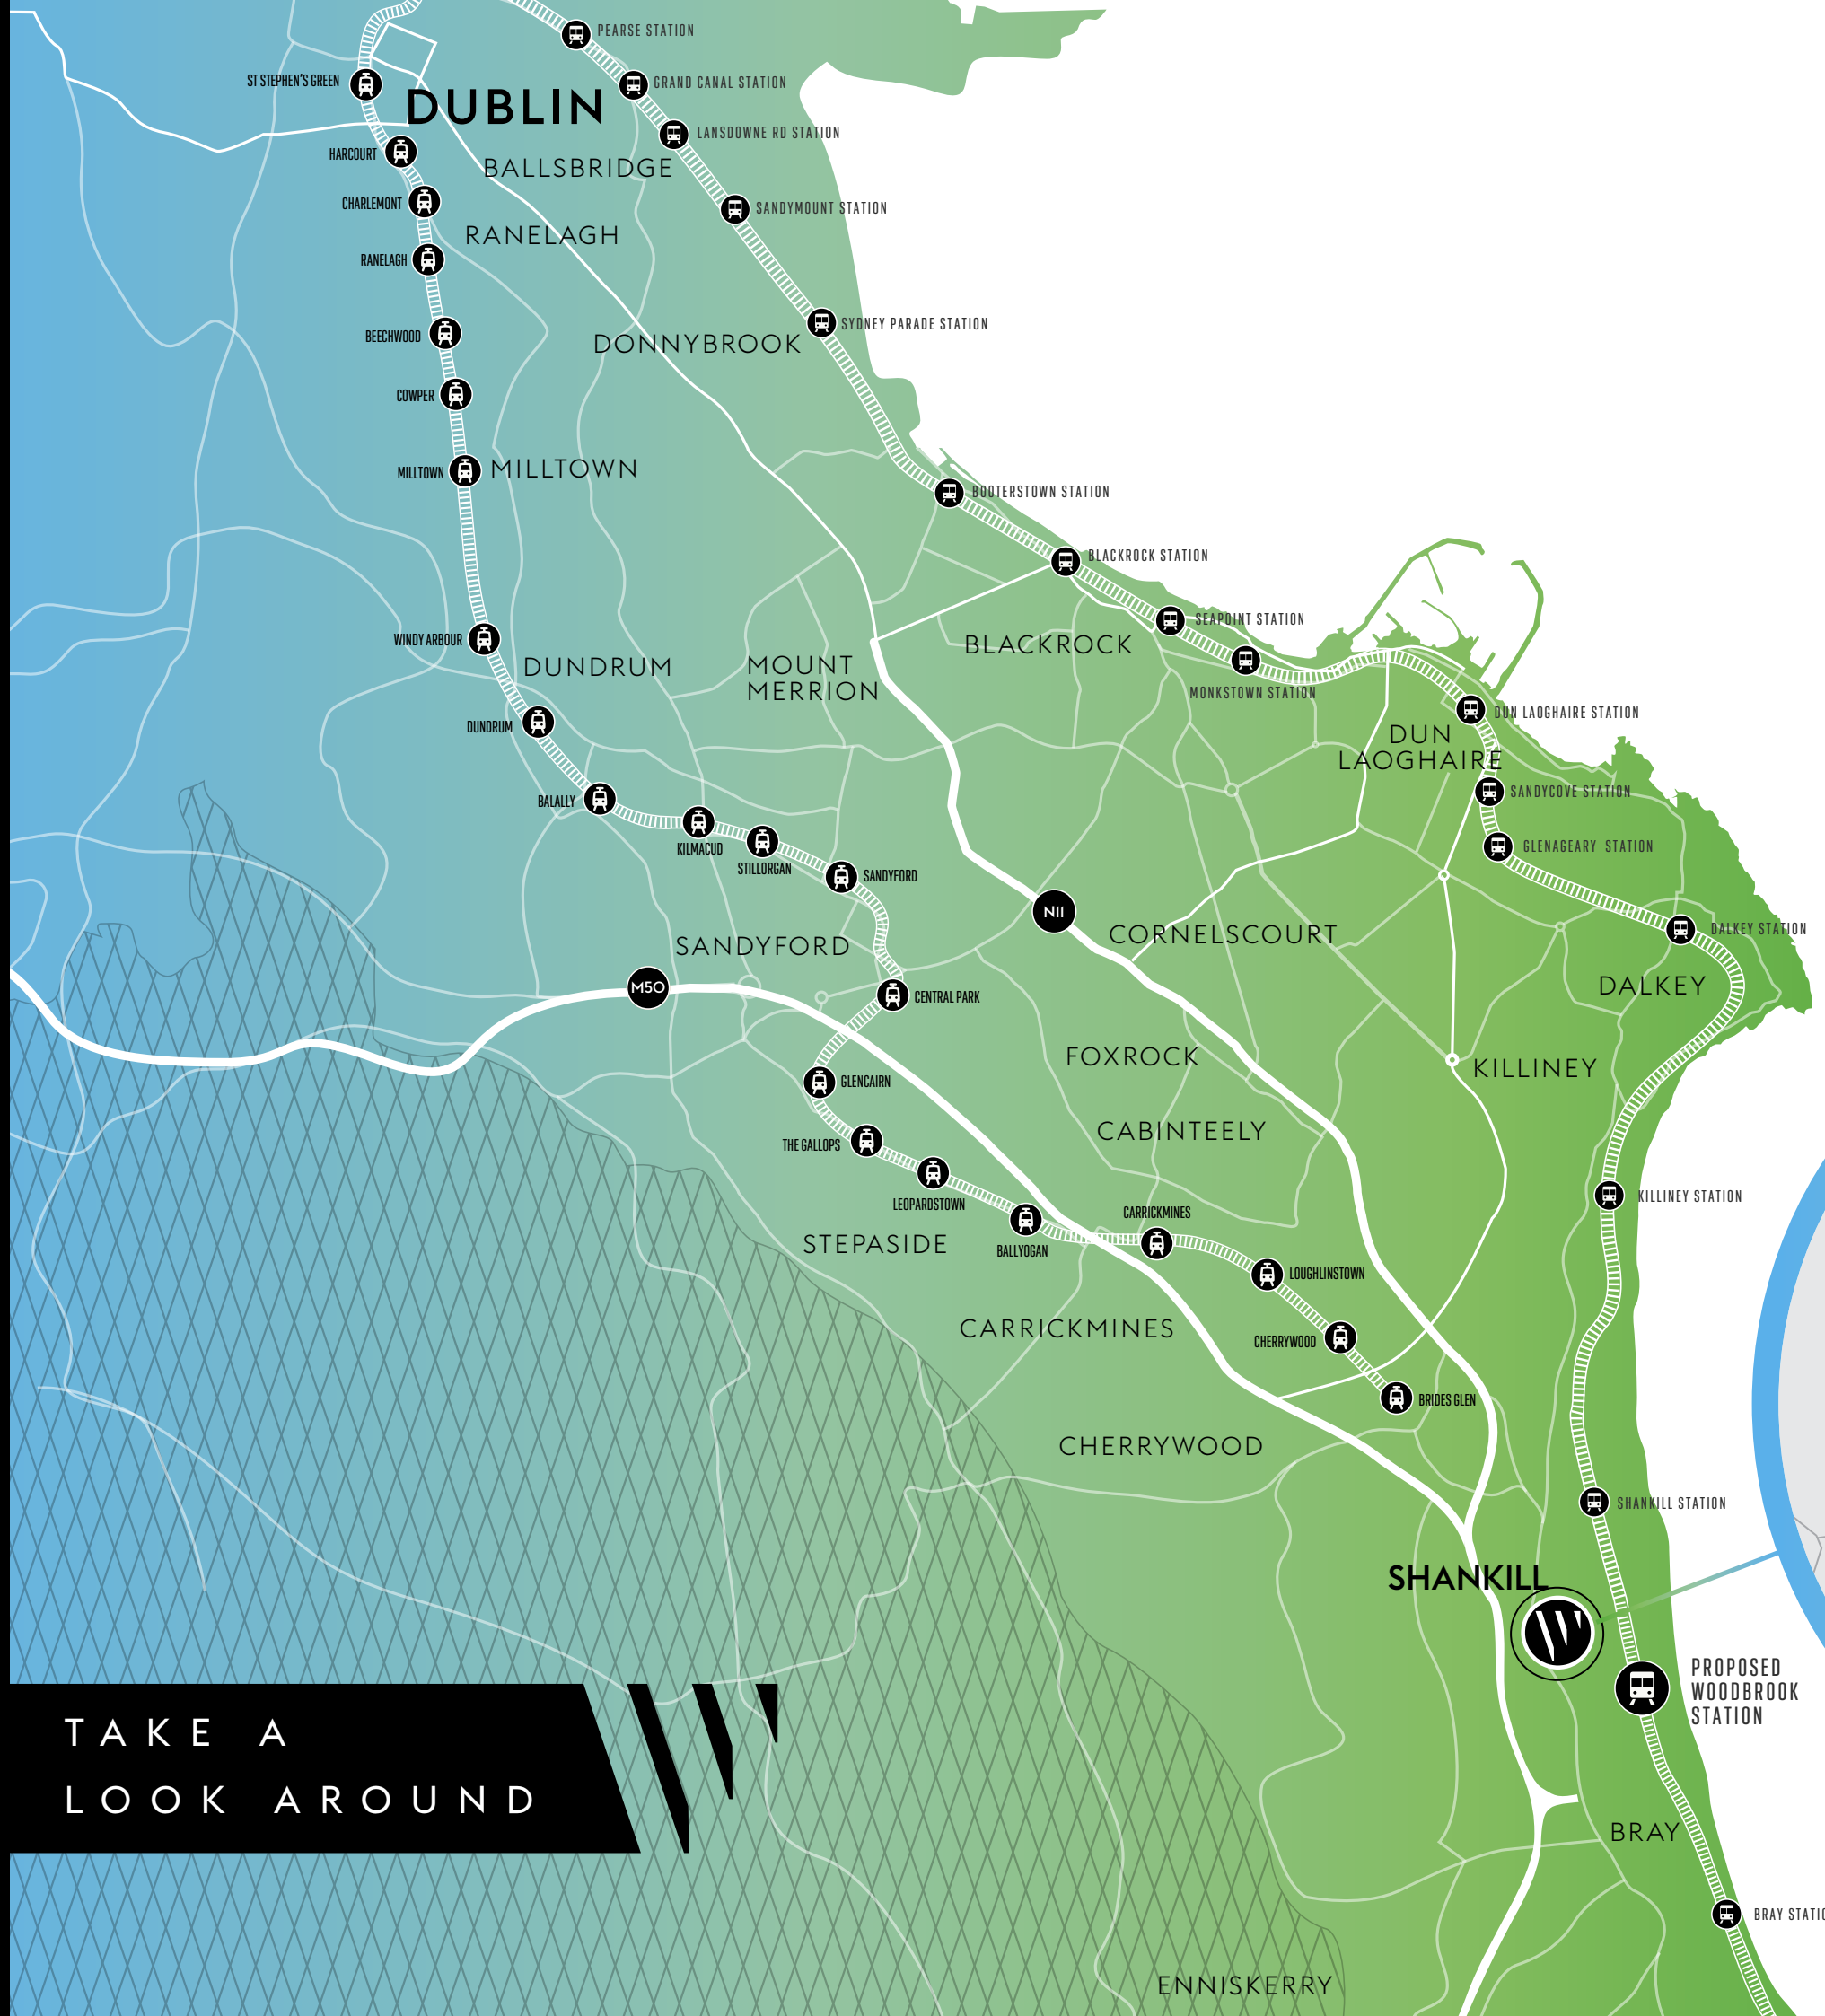 PEARSE STATION
ST STEPHEN'S GREEN
GRAND CANAL STATION
DUBLIN
LANSDOWNE RD STATION
HARCOURT
BALLSBRIDGE
CHARLEMONT
SANDYMOUNT STATION
RANELAGH
RANELAGH
SYDNEY PARADE STATION
BEECHWOOD
DONNYBROOK
COWPER
MILLTOWN
MILLTOWN
BOOTERSTOWN STATION
BLACKROCK STATION
SEAPOINT STATION
WINDY ARBOUR
BLACKROCK
DUNDRUM
MOUNT
MERRION
MONKSTOWN STATION
DUN LAOGHAIRE STATION
DUNDRUM
DUN
LAOGHAIRE
SANDYCOVE STATION
BALALLY
KILMACUD
STILLORGAN
GLENAGEARY STATION
SANDYFORD
N11
CORNELSCOURT
DALKEY STATION
SANDYFORD
M50
CENTRAL PARK
DALKEY
FOXROCK
KILLINEY
GLENCAIRN
CABINTEELY
THE GALLOPS
KILLINEY STATION
LEOPARDSTOWN
CARRICKMINES
STEPASIDE
BALLYOGAN
LOUGHLINSTOWN
CARRICKMINES
CHERRYWOOD
BRIDES GLEN
CHERRYWOOD
SHANKILL STATION
SHANKILL
W
PROPOSED
WOODBROOK
STATION
TAKE A
LOOK AROUND
W
BRAY
BRAY STATIO
ENNISKERRY